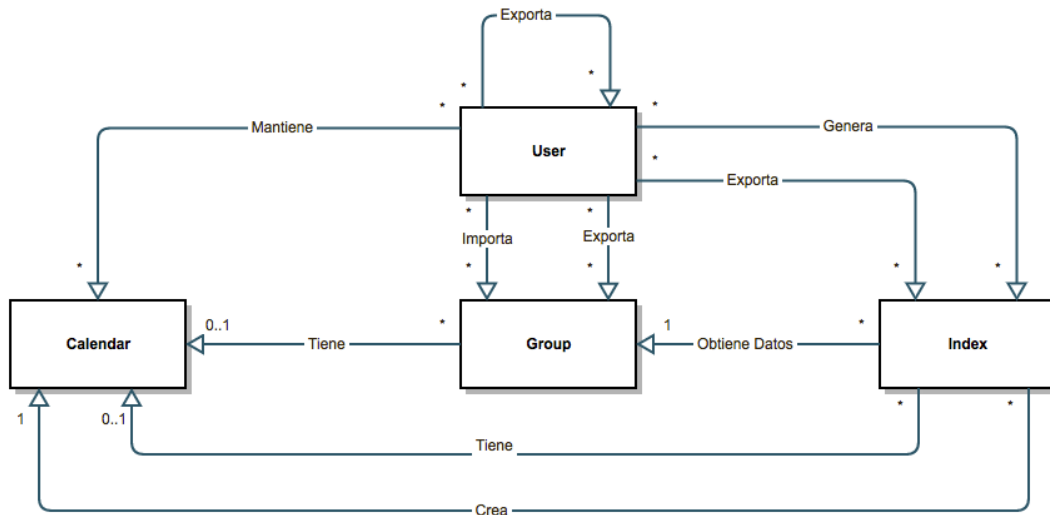 Exporta
*
*
*
*
Mantiene
Genera
User
*
Exporta
*
*
Importa
Exporta
*
*
*
*
*
0..1
*
1
*
Calendar
Tiene
Group
Obtiene Datos
Index
1
0..1
*
*
Tiene
Crea